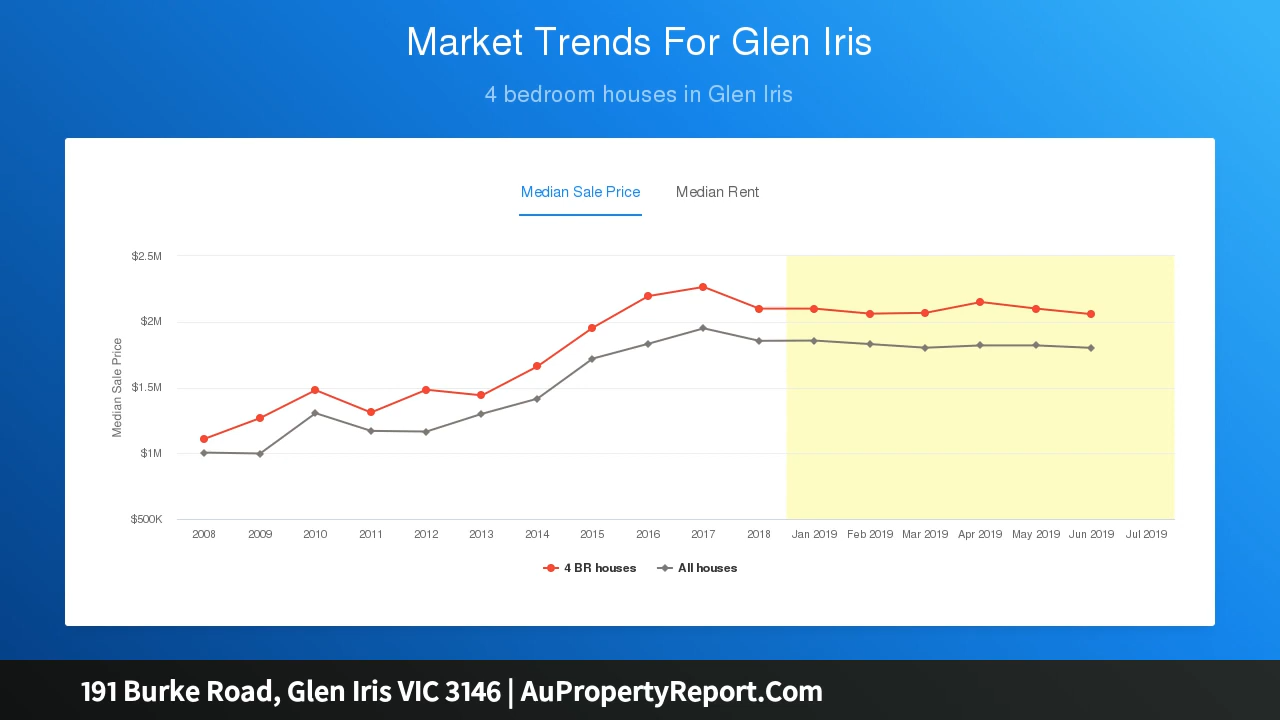 Market Trends For Glen Iris
4 bedroom houses in Glen Iris
Median Sale Price Median Rent
Median Sale Price
$2.5M
$2M
$1.5M
$1M
$500K
2008 2009 2010 2011 2012 2013 2014 2015 2016 2017 2018 Jan 2019 Feb 2019 Mar 2019 Apr 2019 May 2019 Jun 2019 Jul 2019
4 BR houses All houses
191 Burke Road, Glen Iris VIC 3146 | AuPropertyReport.Com